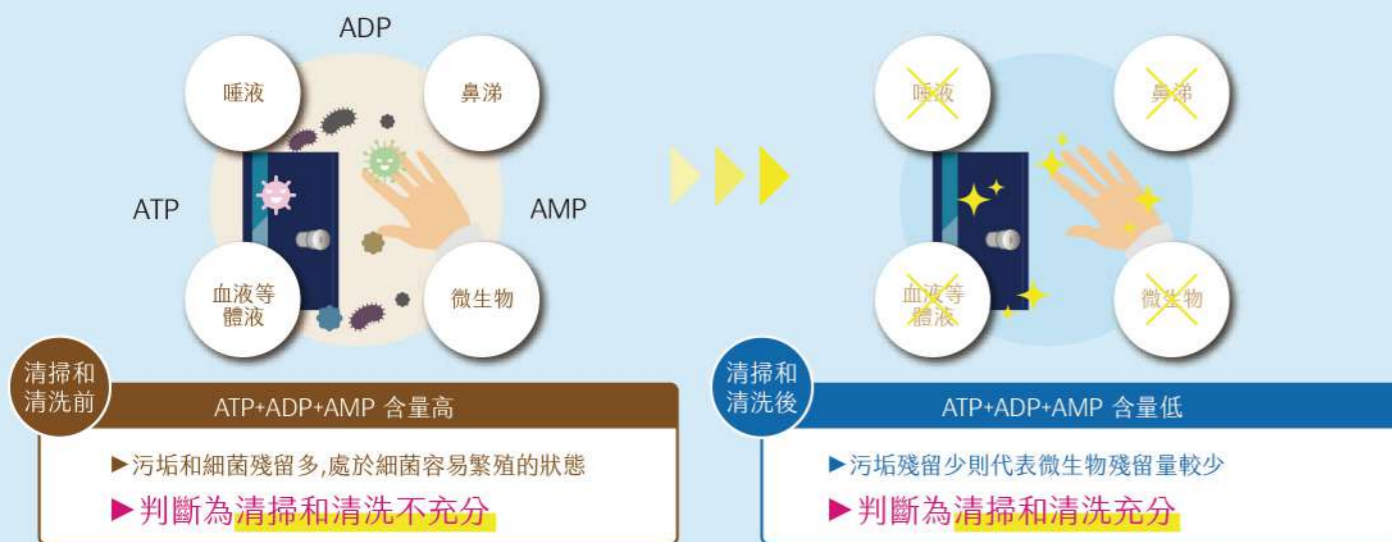 ADP
唾液
鼻涕
ATP
AMP
血液等
體液
微生物
清掃和
清洗前
ATP+ADP+AMP 含量高
▶污垢和細菌殘留多,處於細菌容易繁殖的狀態
▶判斷為清掃和清洗不充分
唾液
鼻涕
血液等
體液
微生物
清掃和
清洗後
ATP+ADP+AMP 含量低
▶污垢殘留少則代表微生物殘留量較少
▶判斷為清掃和清洗充分